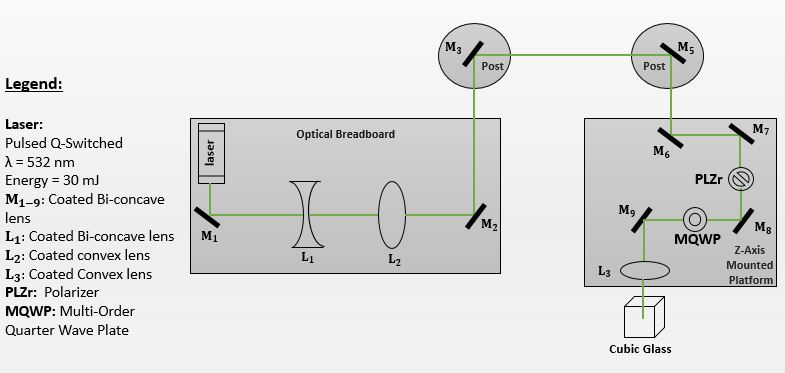 Legend:
Laser:
Pulsed Q-Switched
λ = 532 nm
Energy = 30 mJ
M₁₋₉: Coated Bi-concave
lens
L₁: Coated Bi-concave lens
L₂: Coated convex lens
L₃: Coated Convex lens
PLZr: Polarizer
MQWP: Multi-Order
Quarter Wave Plate
laser
Optical Breadboard
M₁
L₁
L₂
M₂
M₃
Post
M₅
Post
M₆
M₇
PLZr
M₈
MQWP
M₉
Z-Axis
Mounted
Platform
L₃
Cubic Glass